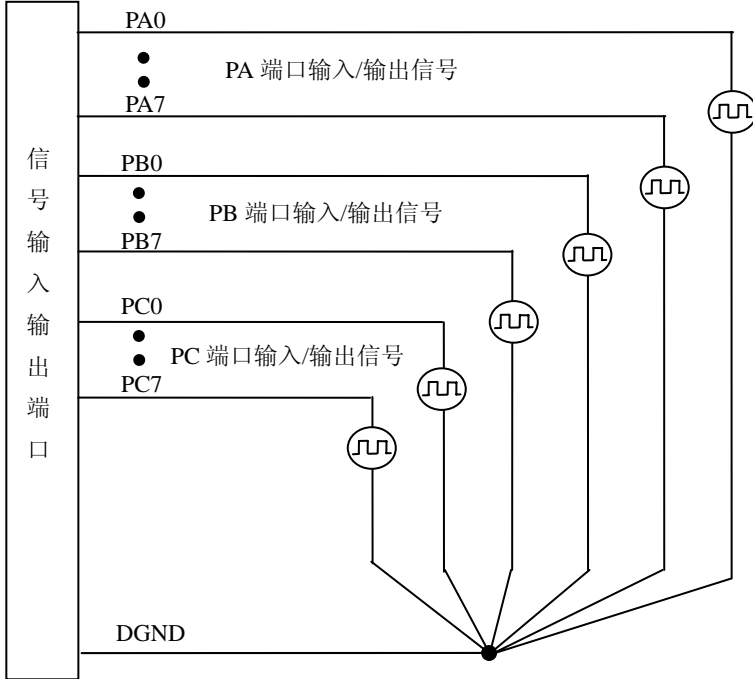 PA0
PA 端口输入/输出信号
PA7
PB0
PB 端口输入/输出信号
PB7
PC0
PC 端口输入/输出信号
PC7
DGND
信号输入输出端口